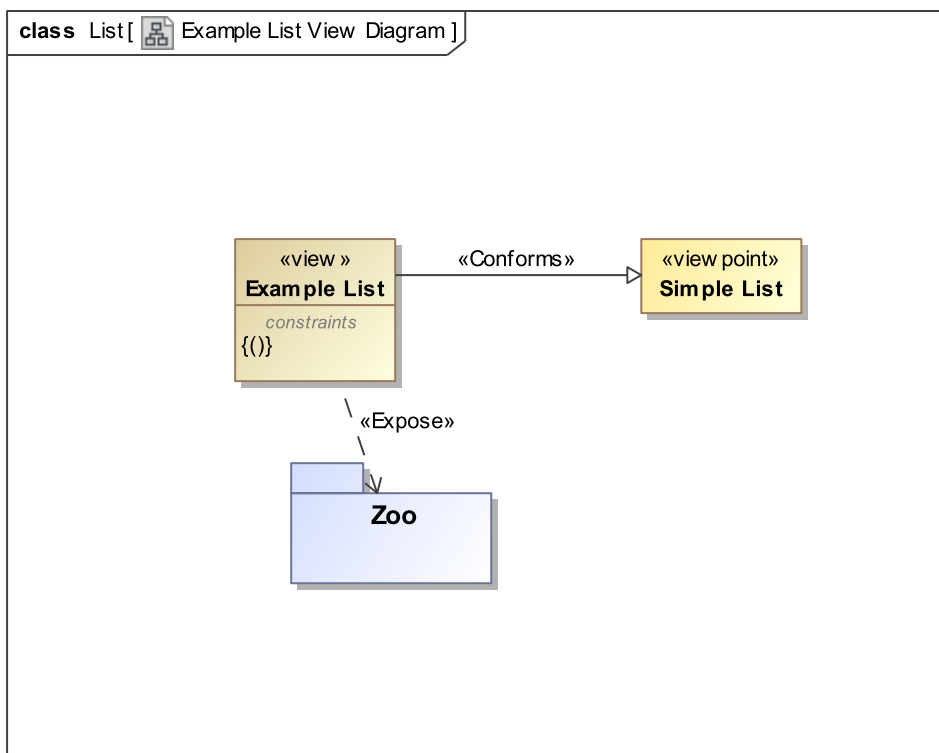 class List[ Example List View Diagram ]
«view »
Example List
constraints
{()}
«Conforms»
«view point»
Simple List
«Expose»
Zoo